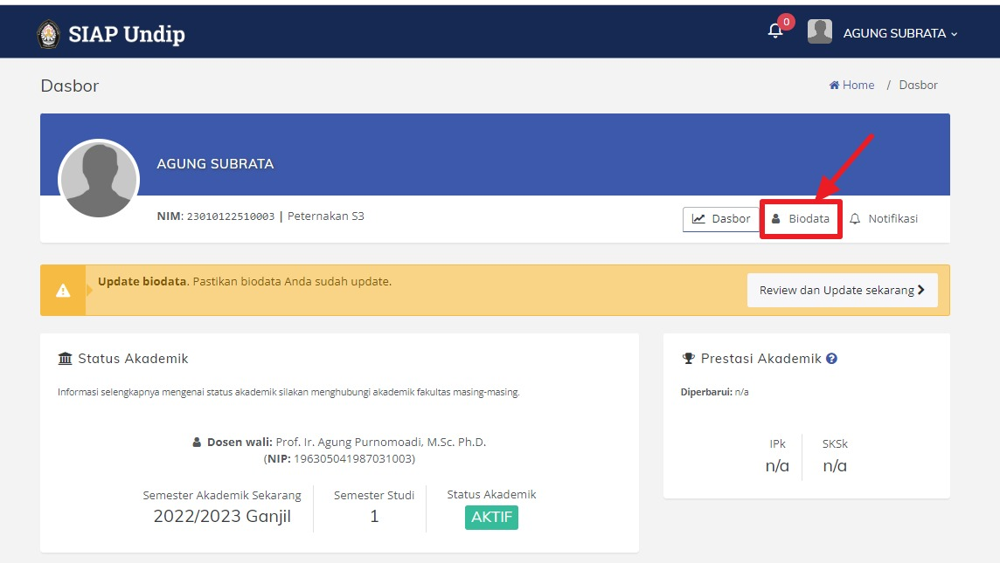 SIAP Undip
0
AGUNG SUBRATA
Dasbor
Home / Dasbor
AGUNG SUBRATA
NIM: 23010122510003 | Peternakan S3
Dasbor
Biodata
Notifikasi
Update biodata. Pastikan biodata Anda sudah update.
Review dan Update sekarang
Status Akademik
Informasi selengkapnya mengenai status akademik silakan menghubungi akademik fakultas masing-masing.
Dosen wali: Prof. Ir. Agung Purnomoadi, M.Sc. Ph.D.
(NIP: 196305041987031003)
Semester Akademik Sekarang
2022/2023 Ganjil
Semester Studi
1
Status Akademik
AKTIF
Prestasi Akademik ?
Diperbarui: n/a
IPk
n/a
SKSk
n/a